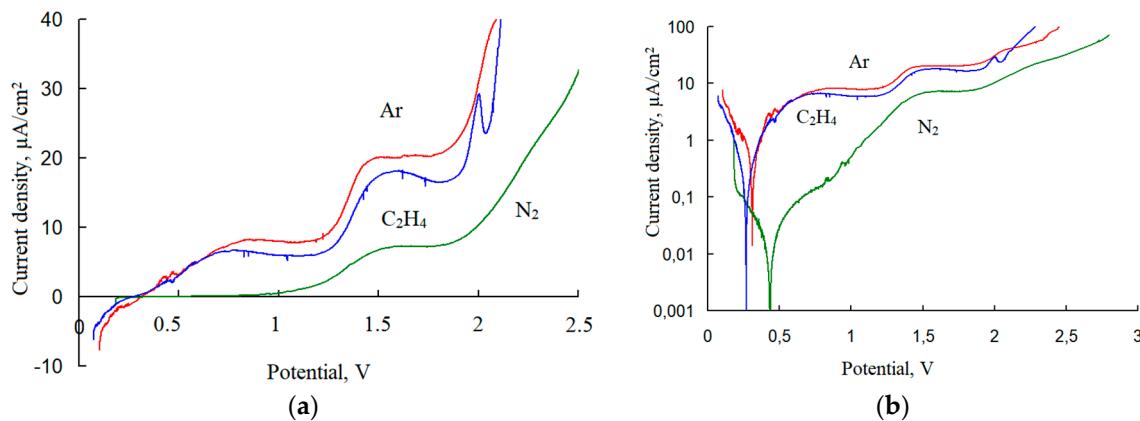 40
30
20
10
0
-10
Current density, µA/cm²
0
0.5
1
1.5
2
2.5
Potential, V
Ar
C₂H₄
N₂
(a)
100
10
1
0,1
0,01
0,001
Current density, µA/cm²
0
0,5
1
1,5
2
2,5
3
Potential, V
Ar
C₂H₄
N₂
(b)